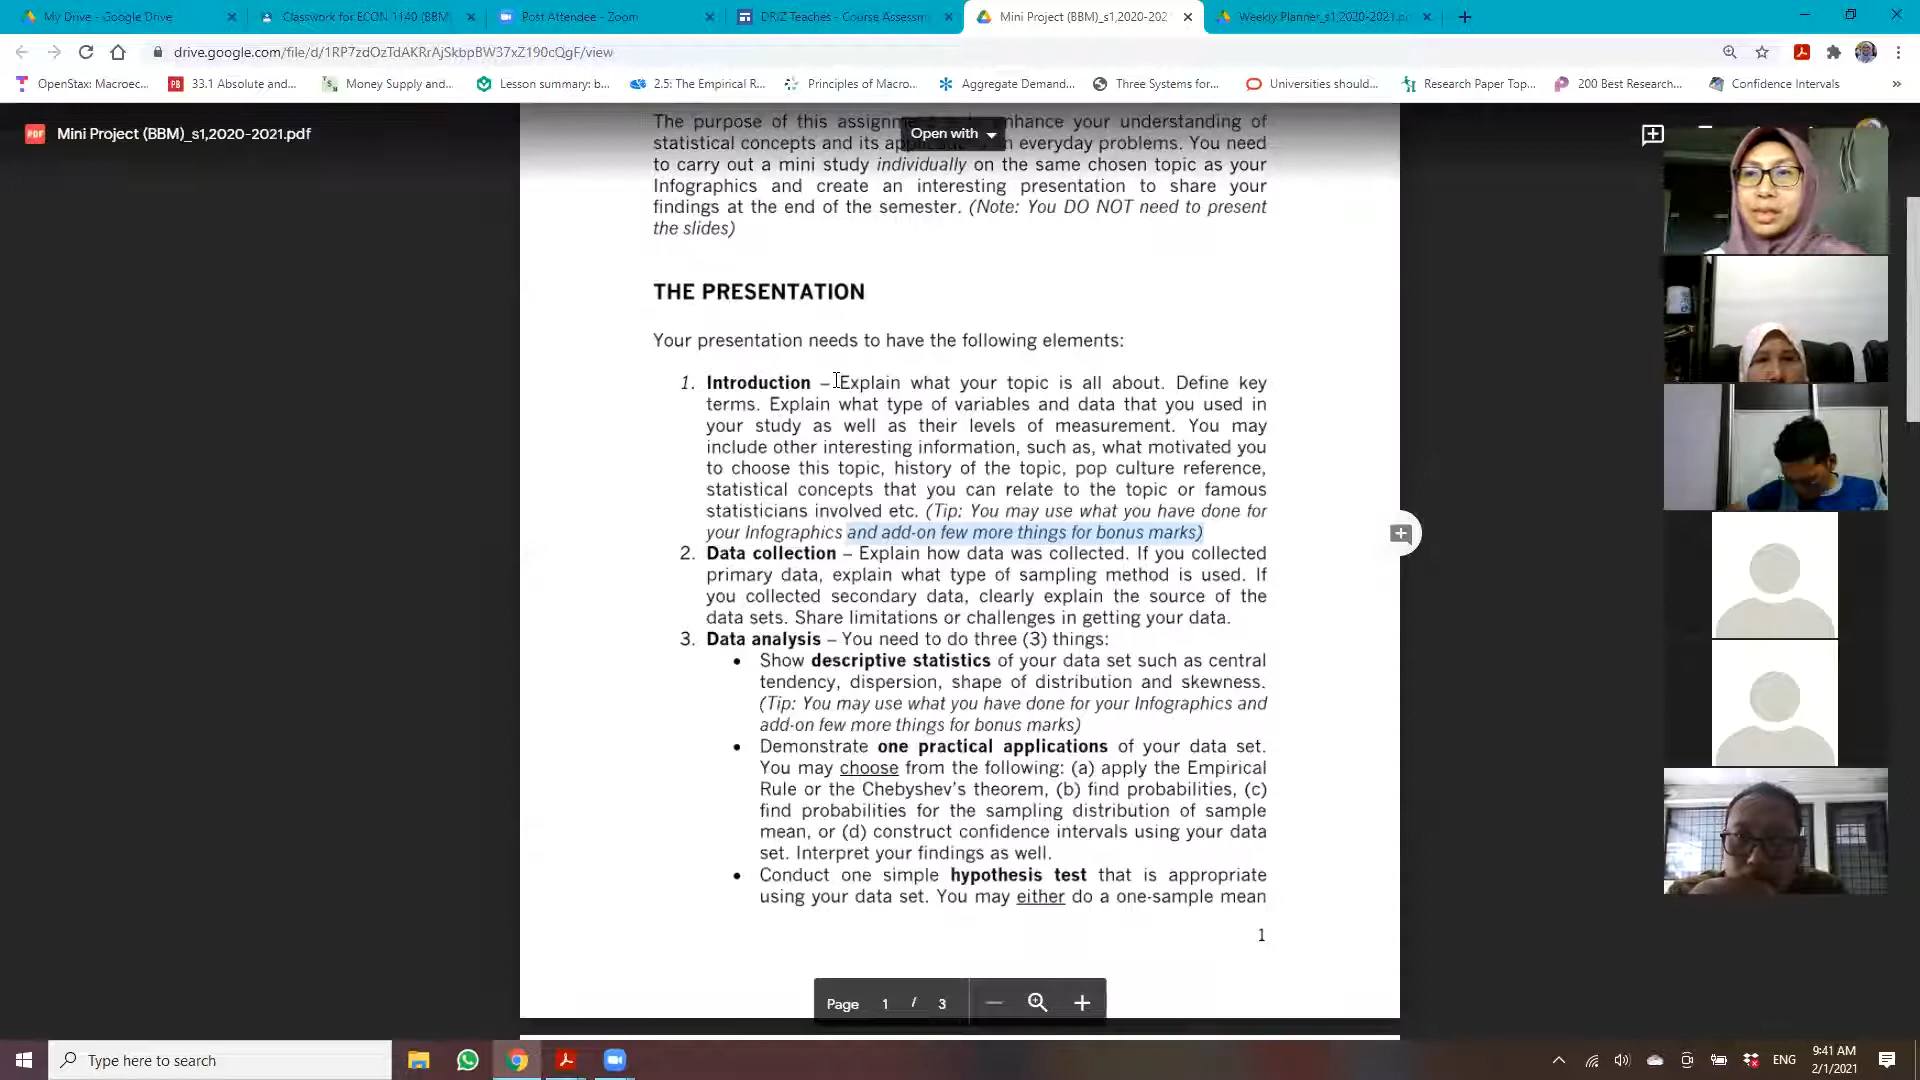 My Drive - Google Drive
Classwork for ECON 1140 (BBM
Post Attendee - Zoom
DR/Z Teaches - Course Assessm
Mini Project (BBM)_s1,2020-202
Weekly Planner_s1,2020-2021.p
drive.google.com/file/d/1RP7zdOzTdAKRrAjSkbpBW37xZ190cQgF/view
OpenStax: Macroec...
33.1 Absolute and...
Money Supply and...
Lesson summary: b...
2.5: The Empirical R...
Principles of Macro...
Aggregate Demand...
Three Systems for...
Universities should...
Research Paper Top...
200 Best Research...
Confidence Intervals
Mini Project (BBM)_s1,2020-2021.pdf
Open with
The purpose of this enhance your understanding of
statistical concepts and its everyday problems. You need
to carry out a mini study individually on the same chosen topic as your
Infographics and create an interesting presentation to share your
findings at the end of the semester. (Note: You DO NOT need to present
the slides)
THE PRESENTATION
Your presentation needs to have the following elements:
1. Introduction – Explain what your topic is all about. Define key
terms. Explain what type of variables and data that you used in
your study as well as their levels of measurement. You may
include other interesting information, such as, what motivated you
to choose this topic, history of the topic, pop culture reference,
statistical concepts that you can relate to the topic or famous
statisticians involved etc. (Tip: You may use what you have done for
your Infographics and add-on few more things for bonus marks)
2. Data collection – Explain how data was collected. If you collected
primary data, explain what type of sampling method is used. If
you collected secondary data, clearly explain the source of the
data sets. Share limitations or challenges in getting your data.
3. Data analysis – You need to do three (3) things:
• Show descriptive statistics of your data set such as central
tendency, dispersion, shape of distribution and skewness.
(Tip: You may use what you have done for your Infographics and
add-on few more things for bonus marks)
• Demonstrate one practical applications of your data set.
You may choose from the following: (a) apply the Empirical
Rule or the Chebyshev's theorem, (b) find probabilities, (c)
find probabilities for the sampling distribution of sample
mean, or (d) construct confidence intervals using your data
set. Interpret your findings as well.
• Conduct one simple hypothesis test that is appropriate
using your data set. You may either do a one-sample mean
1
Page 1 / 3
Type here to search
ENG
9:41 AM
2/1/2021